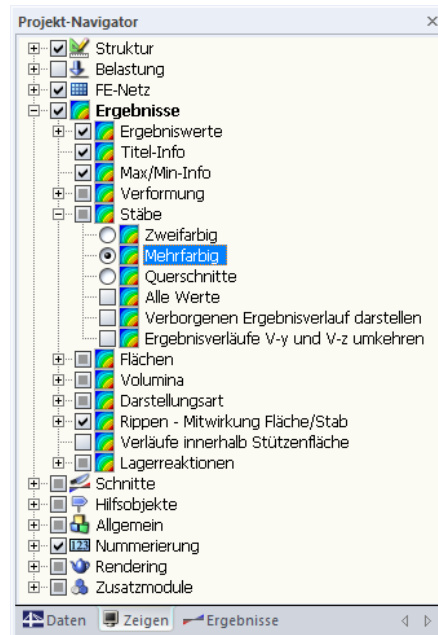 Projekt-Navigator
Struktur
Belastung
FE-Netz
Ergebnisse
Ergebniswerte
Titel-Info
Max/Min-Info
Verformung
Stäbe
Zweifarbig
Mehrfarbig
Querschnitte
Alle Werte
Verborgenen Ergebnisverlauf darstellen
Ergebnisverläufe V-y und V-z umkehren
Flächen
Volumina
Darstellungsart
Rippen - Mitwirkung Fläche/Stab
Verläufe innerhalb Stützenfläche
Lagerreaktionen
Schnitte
Hilfsobjekte
Allgemein
123 Nummerierung
Rendering
Zusatzmodule
Daten Zeigen Ergebnisse